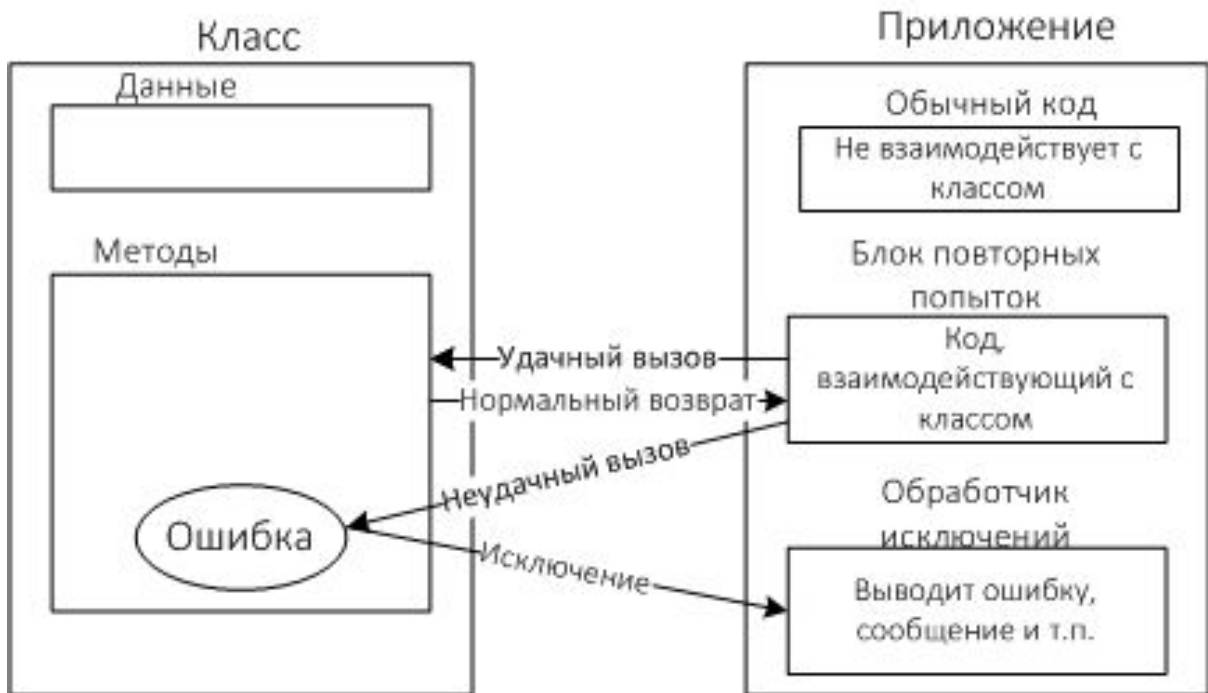 Класс
Данные
Методы
Ошибка
Удачный вызов
Нормальный возврат
Неудачный вызов
Исключение
Приложение
Обычный код
Не взаимодействует с
классом
Блок повторных
попыток
Код,
взаимодействующий с
классом
Обработчик
исключений
Выводит ошибку,
сообщение и т.п.